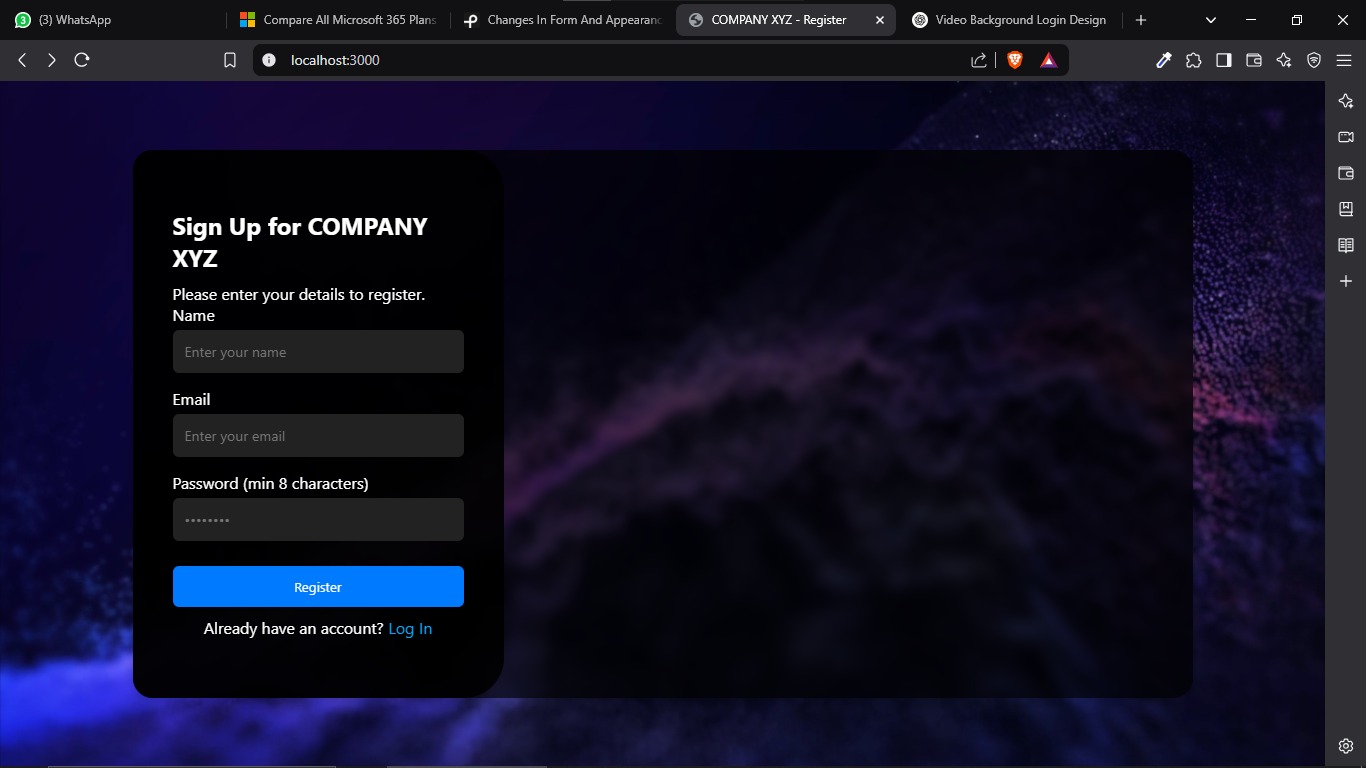 3
(3) WhatsApp
Compare All Microsoft 365 Plans
Changes In Form And Appearanc
COMPANY XYZ - Register
Video Background Login Design
localhost:3000
Sign Up for COMPANY
XYZ
Please enter your details to register.
Name
Enter your name
Email
Enter your email
Password (min 8 characters)
••••••••
Register
Already have an account? Log In